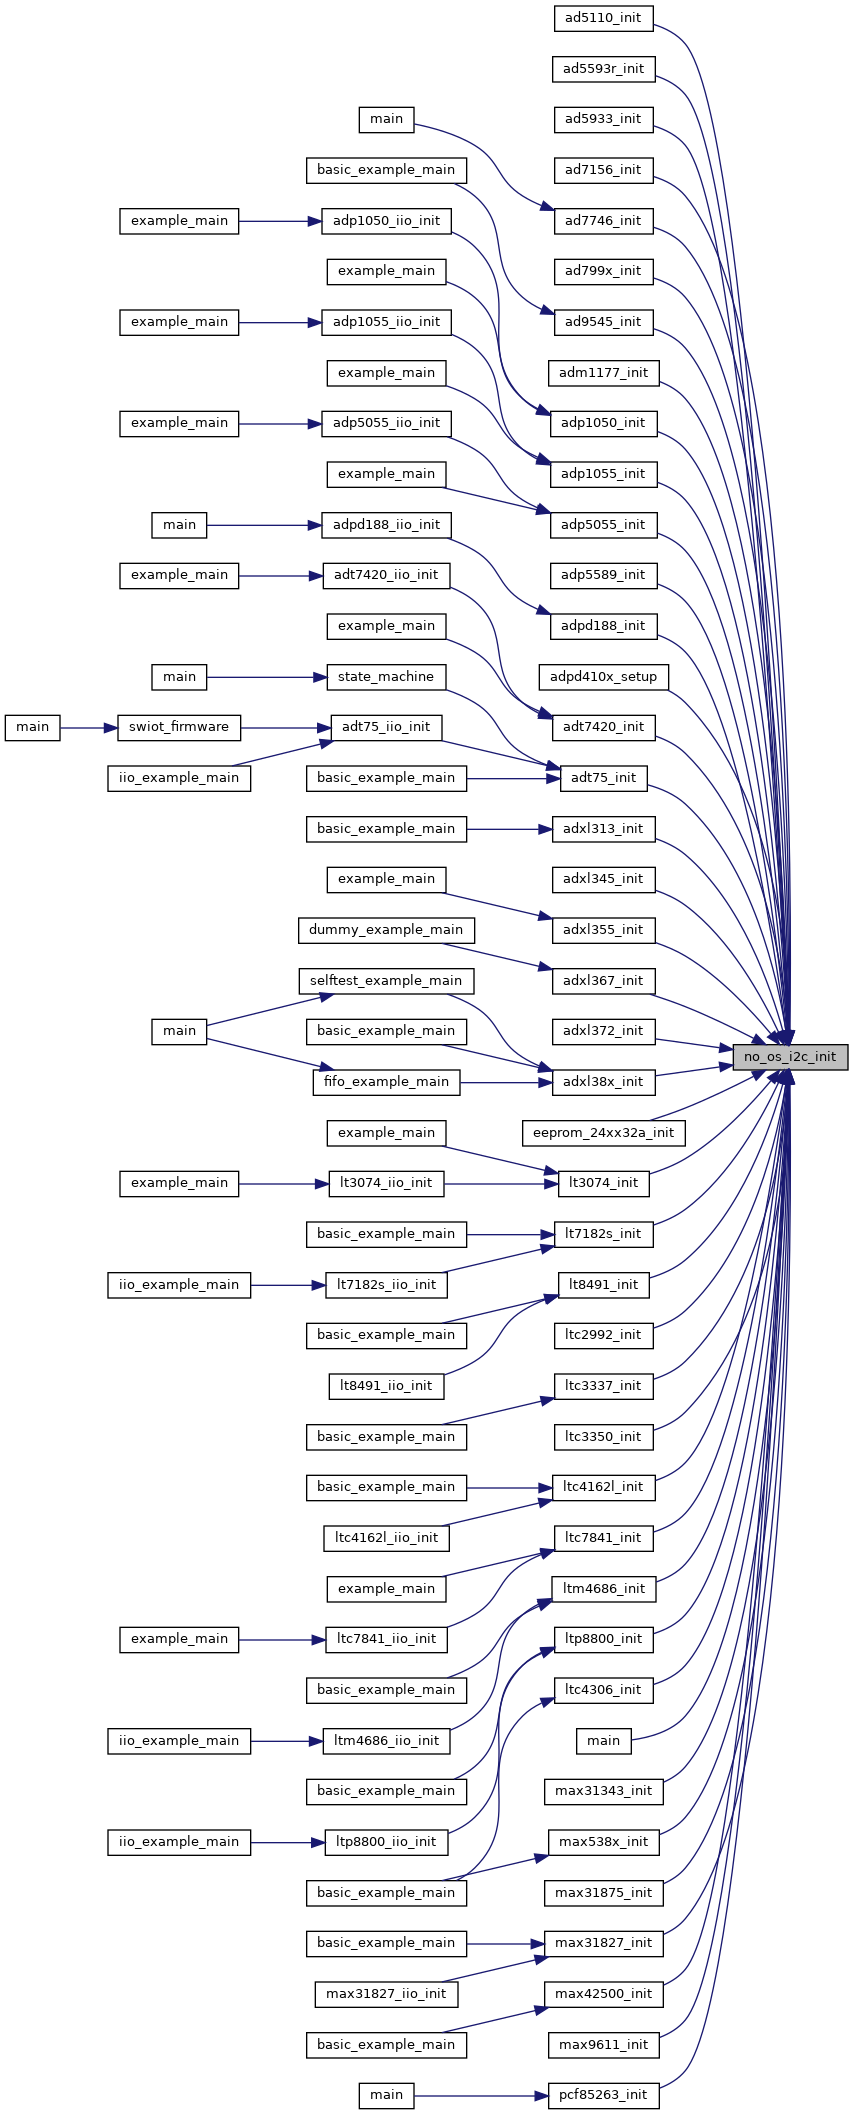 ad5110_init
ad5593r_init
main
ad5933_init
basic_example_main
ad7156_init
example_main
adp1050_iio_init
ad7746_init
example_main
ad799x_init
example_main
adp1055_iio_init
ad9545_init
example_main
adm1177_init
example_main
adp5055_iio_init
adp1050_init
example_main
adp1055_init
main
adpd188_iio_init
adp5055_init
example_main
adt7420_iio_init
adp5589_init
example_main
adpd188_init
main
state_machine
adpd410x_setup
main
swiot_firmware
adt75_iio_init
adt7420_init
iio_example_main
basic_example_main
adt75_init
basic_example_main
adxl313_init
example_main
adxl345_init
dummy_example_main
adxl355_init
selftest_example_main
adxl367_init
main
basic_example_main
adxl372_init
no_os_i2c_init
fifo_example_main
adxl38x_init
example_main
eeprom_24xx32a_init
example_main
lt3074_iio_init
lt3074_init
basic_example_main
lt7182s_init
iio_example_main
lt7182s_iio_init
lt8491_init
basic_example_main
ltc2992_init
lt8491_iio_init
ltc3337_init
basic_example_main
ltc3350_init
basic_example_main
ltc4162l_init
ltc4162l_iio_init
ltc7841_init
example_main
ltm4686_init
example_main
ltc7841_iio_init
ltp8800_init
basic_example_main
ltc4306_init
iio_example_main
ltm4686_iio_init
main
basic_example_main
max31343_init
iio_example_main
ltp8800_iio_init
max538x_init
basic_example_main
max31875_init
basic_example_main
max31827_init
max31827_iio_init
max42500_init
basic_example_main
max9611_init
main
pcf85263_init